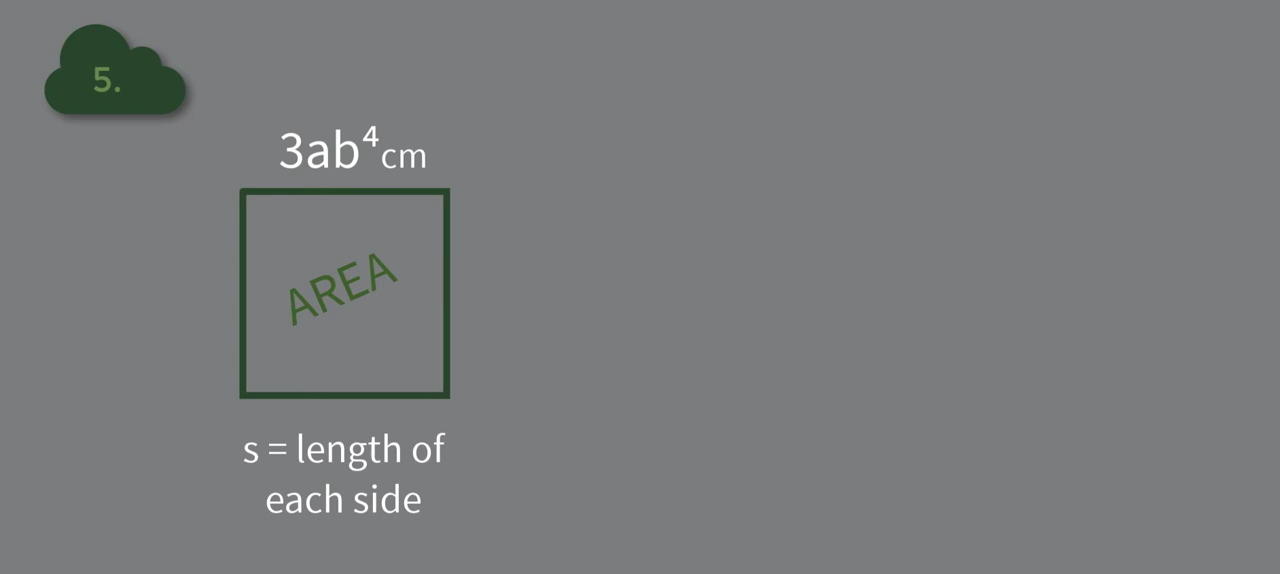 5.
3ab⁴cm
AREA
s = length of
each side